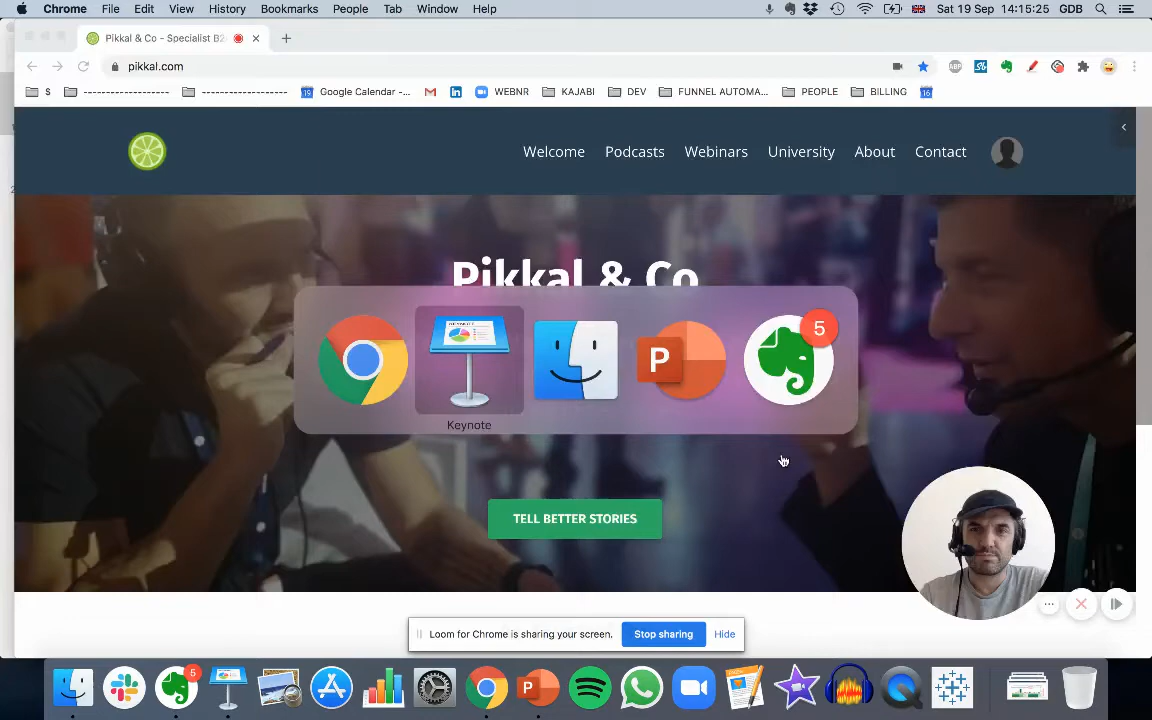 Chrome File Edit View History Bookmarks People Tab Window Help Sat 19 Sep 14:15:25 GDB
Pikkal & Co - Specialist B2
pikkal.com ABP
S ------------------ ------------------ 19 Google Calendar -... WEBNR KAJABI DEV FUNNEL AUTOMA... PEOPLE BILLING 16
Welcome Podcasts Webinars University About Contact
Pikkal & Co
KEYNOTE
P
5
Keynote
TELL BETTER STORIES
Loom for Chrome is sharing your screen. Stop sharing Hide
5
P